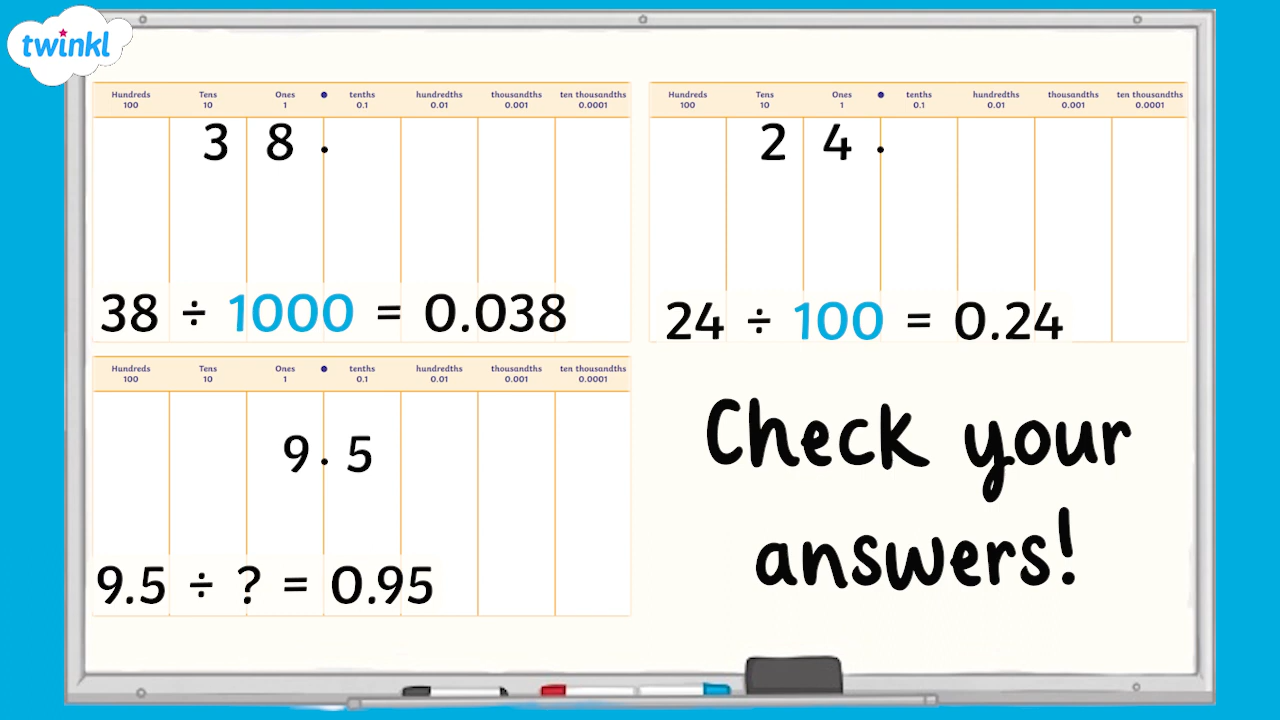 twinkl
Hundreds Tens Ones tenths hundredths thousandths ten thousandths
100 10 1 0.1 0.01 0.001 0.0001
3 8 .
38 ÷ 1000 = 0.038
Hundreds Tens Ones tenths hundredths thousandths ten thousandths
100 10 1 0.1 0.01 0.001 0.0001
2 4 .
24 ÷ 100 = 0.24
Hundreds Tens Ones tenths hundredths thousandths ten thousandths
100 10 1 0.1 0.01 0.001 0.0001
9 . 5
9.5 ÷ ? = 0.95
Check your
answers!